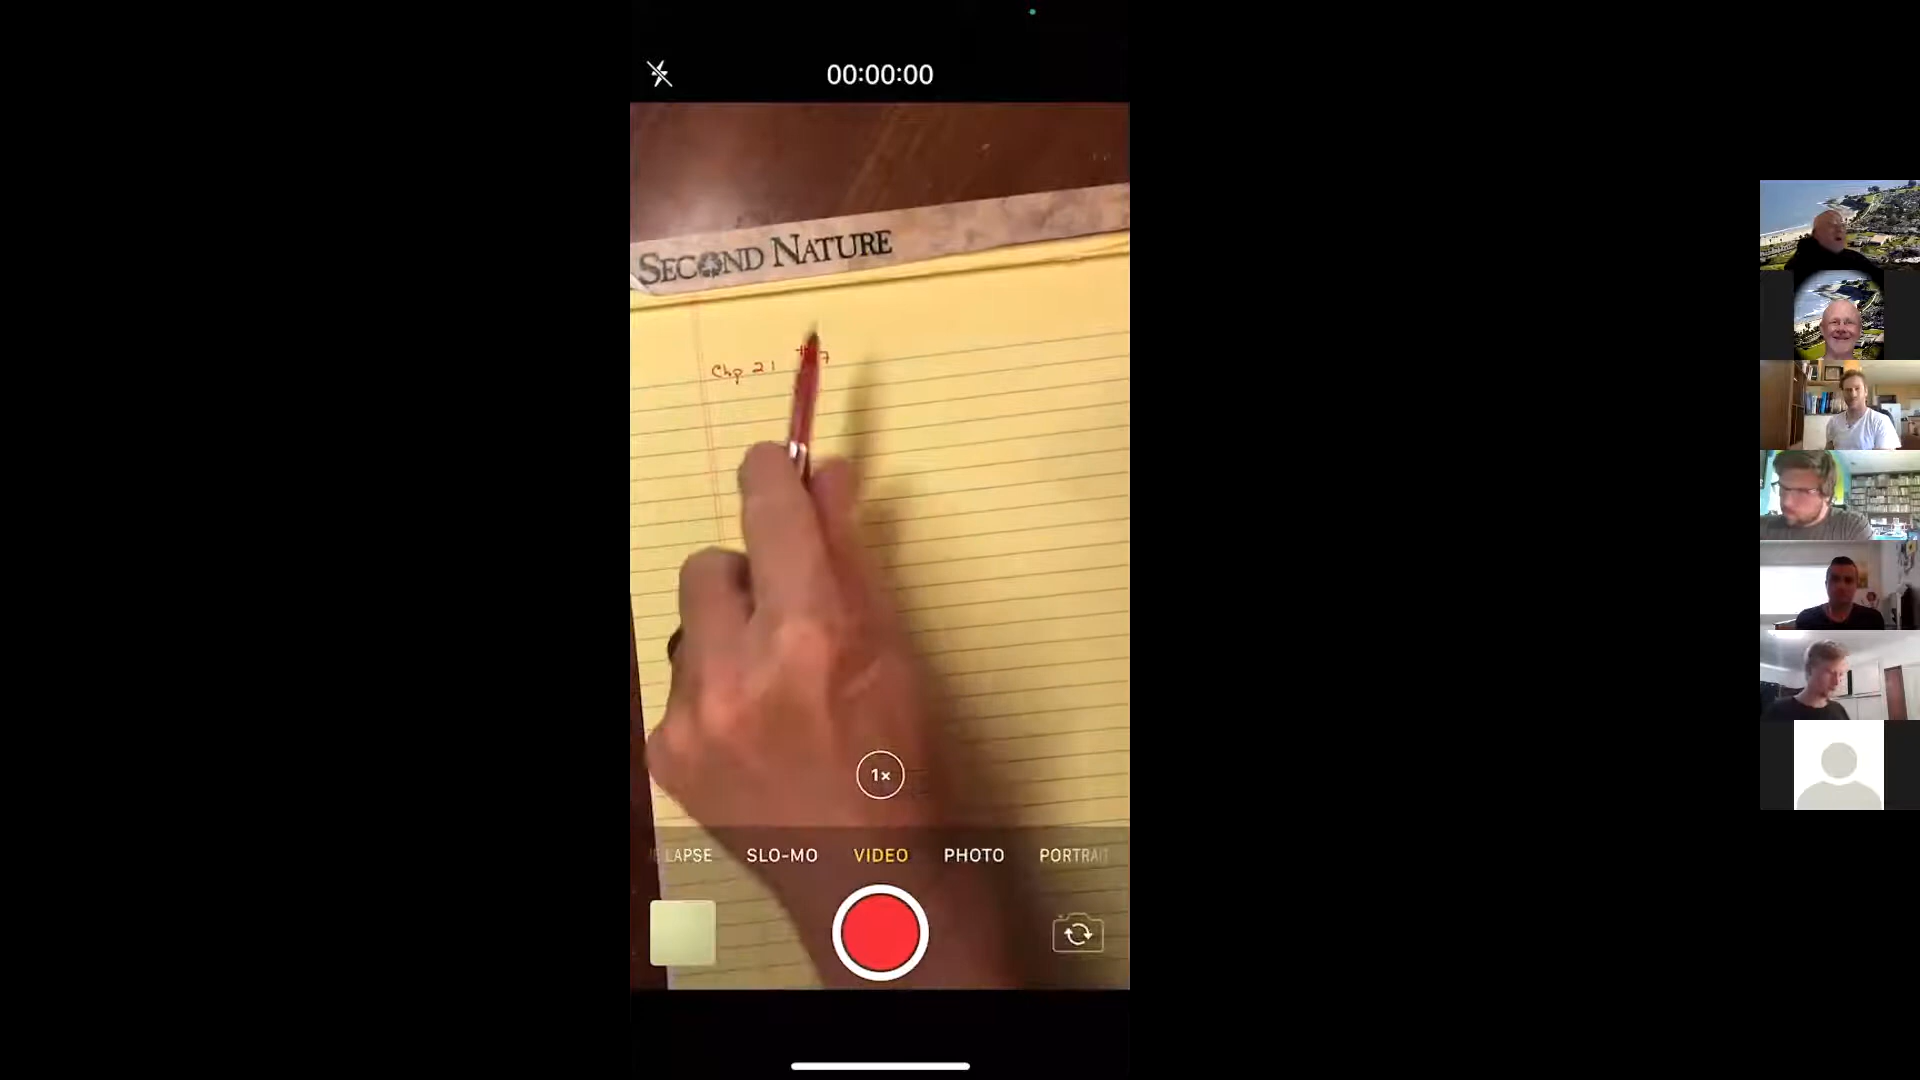 00:00:00
SECOND NATURE
Chp 21
1×
LAPSE SLO-MO VIDEO PHOTO PORTRAIT